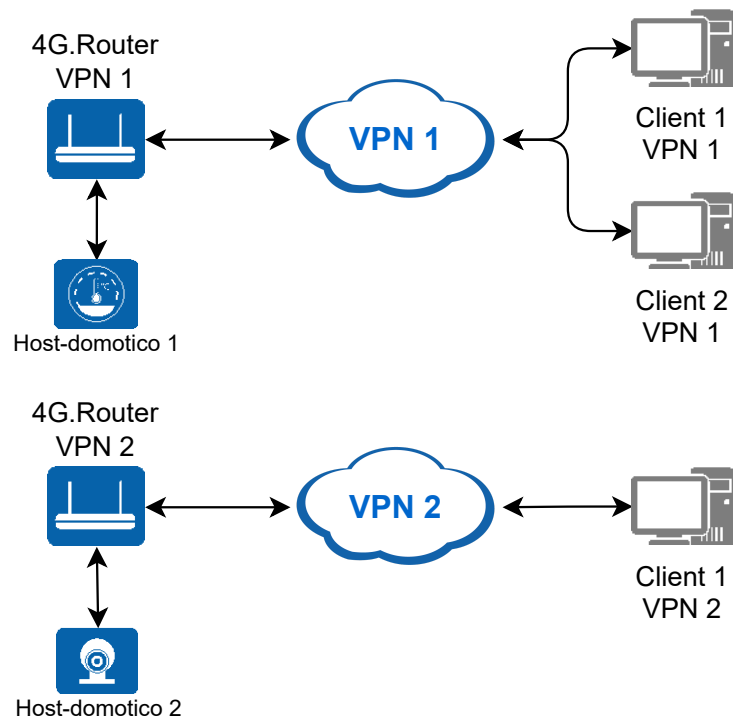 4G.Router
VPN 1
VPN 1
Client 1
VPN 1
Client 2
VPN 1
°C
Host-domotico 1
4G.Router
VPN 2
VPN 2
Client 1
VPN 2
Host-domotico 2